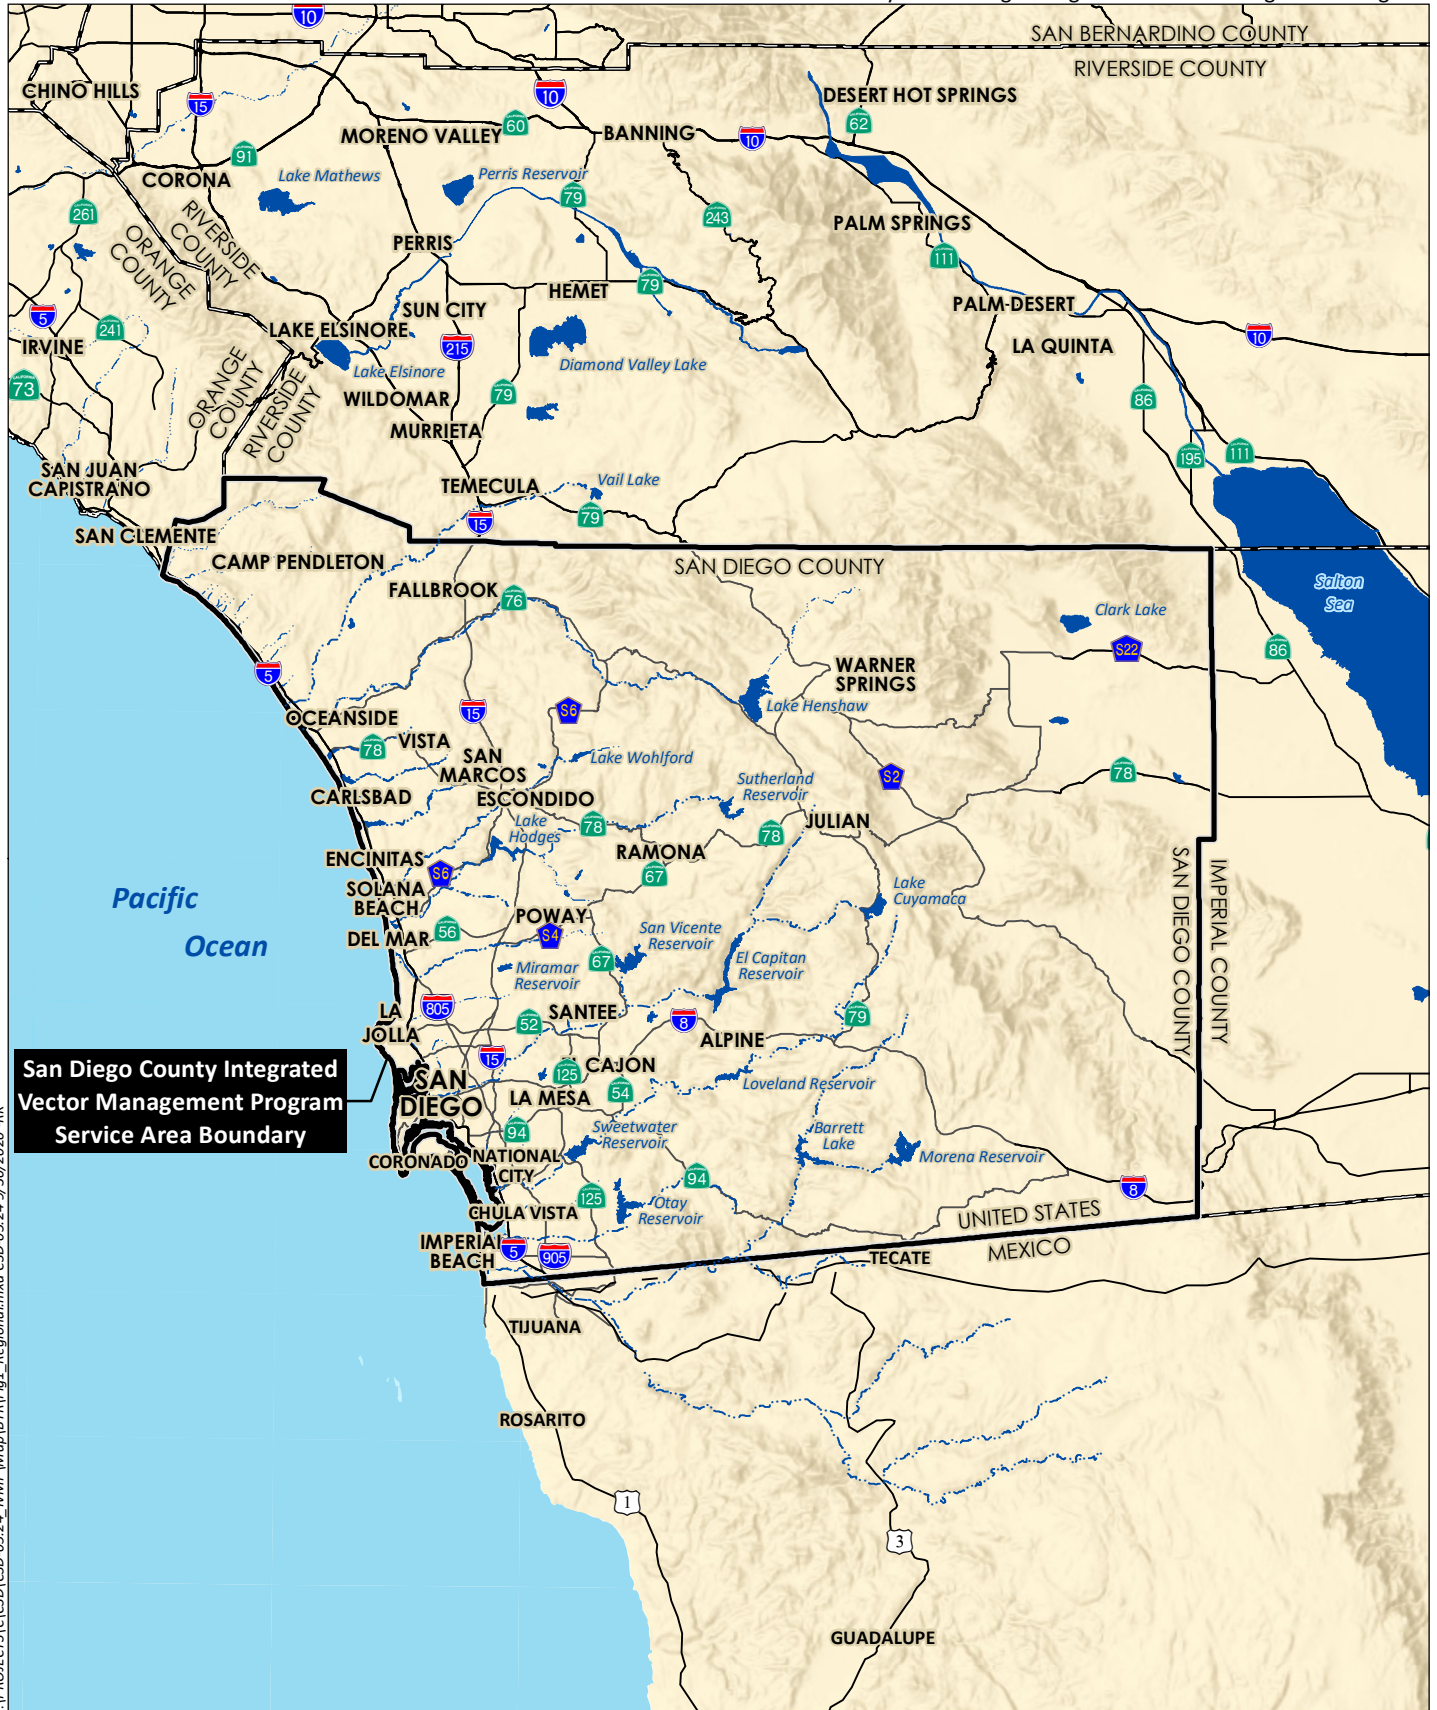 SAN BERNARDINO COUNTY
RIVERSIDE COUNTY
10
CHINO HILLS
15
10
DESERT HOT SPRINGS
62
MORENO VALLEY
60
BANNING
10
91
CORONA
Lake Mathews
Perris Reservoir
79
243
261
RIVERSIDE
COUNTY
ORANGE
COUNTY
PALM SPRINGS
111
PERRIS
HEMET
79
SUN CITY
PALM DESERT
5
241
IRVINE
LAKE ELSINORE
215
10
LA QUINTA
Lake Elsinore
Diamond Valley Lake
73
ORANGE
COUNTY
RIVERSIDE
COUNTY
WILDOMAR
79
86
MURRIETA
195
111
SAN JUAN
CAPISTRANO
TEMECULA
Vail Lake
15
79
SAN CLEMENTE
CAMP PENDLETON
SAN DIEGO COUNTY
FALLBROOK
76
Salton
Sea
Clark Lake
S22
86
5
WARNER
SPRINGS
Lake Henshaw
OCEANSIDE
15
S6
78
VISTA
SAN
MARCOS
Lake Wohlford
S2
78
CARLSBAD
ESCONDIDO
Sutherland
Reservoir
Lake
Hodges
78
78
JULIAN
ENCINITAS
S6
RAMONA
67
SOLANA
BEACH
Lake
Cuyamaca
SAN DIEGO COUNTY
IMPERIAL COUNTY
Pacific
Ocean
POWAY
S4
DEL MAR
56
San Vicente
Reservoir
67
Miramar
Reservoir
El Capitan
Reservoir
LA
JOLLA
805
52
SANTEE
8
79
ALPINE
15
125
CAJON
San Diego County Integrated
Vector Management Program
Service Area Boundary
SAN
DIEGO
LA MESA
54
Loveland Reservoir
94
Sweetwater
Reservoir
Barrett
Lake
Morena Reservoir
CORONADO
NATIONAL
CITY
94
8
125
CHULA VISTA
Otay
Reservoir
UNITED STATES
MEXICO
IMPERIAL
BEACH
5
905
TECATE
TIJUANA
ROSARITO
1
3
GUADALUPE